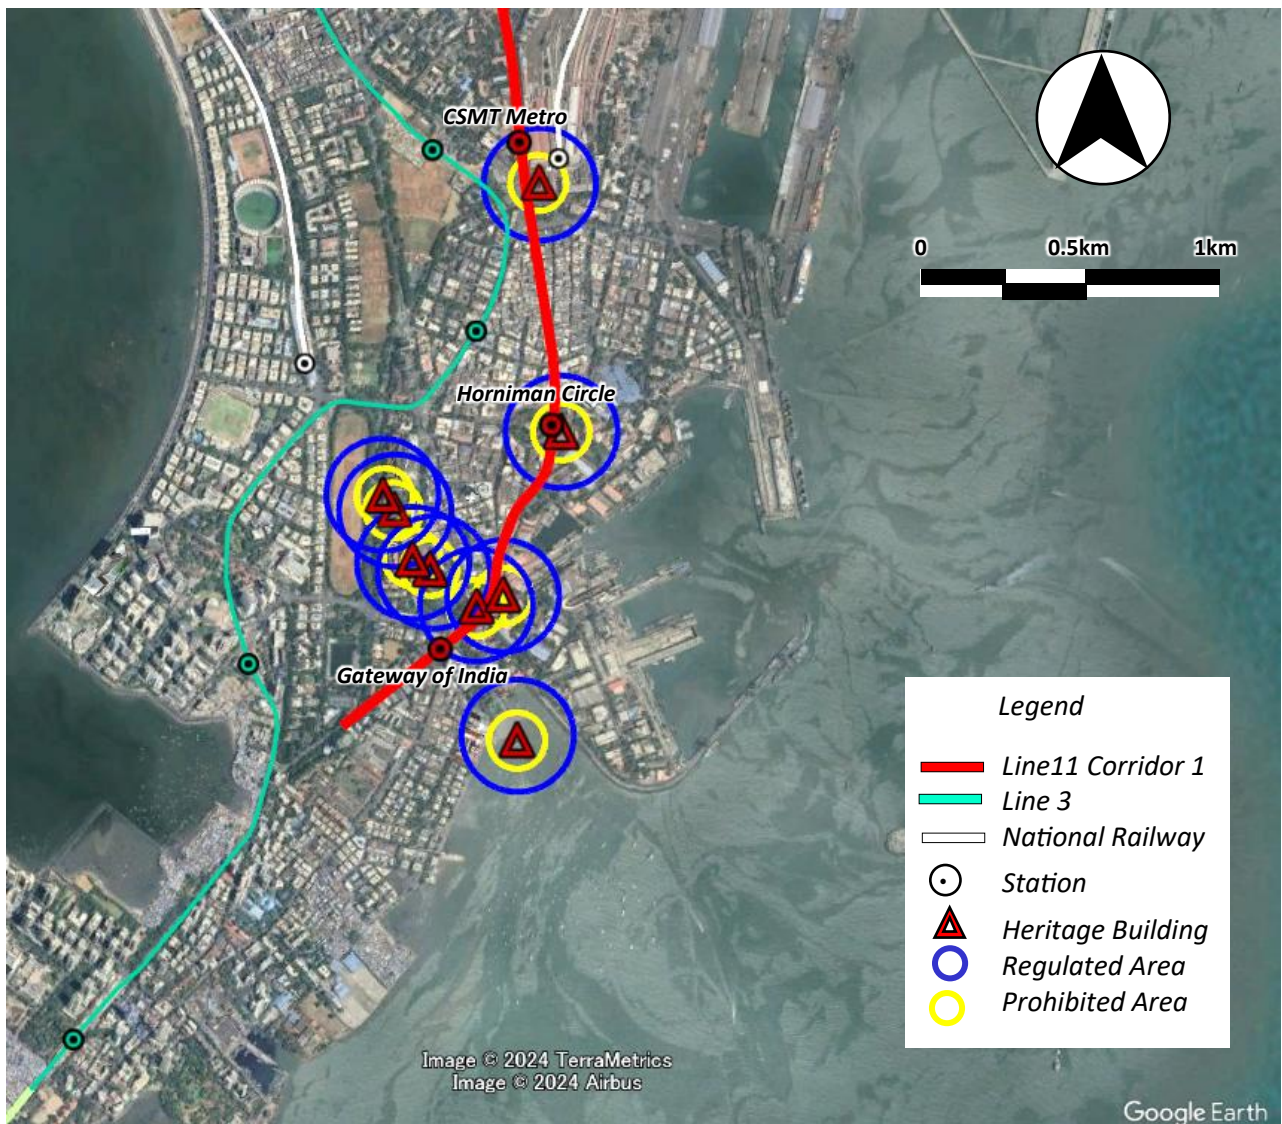 CSMT Metro
0 0.5km 1km
Horniman Circle
Gateway of India
Legend
Line11 Corridor 1
Line 3
National Railway
Station
Heritage Building
Regulated Area
Prohibited Area
Image © 2024 TerraMetrics
Image © 2024 Airbus
Google Earth